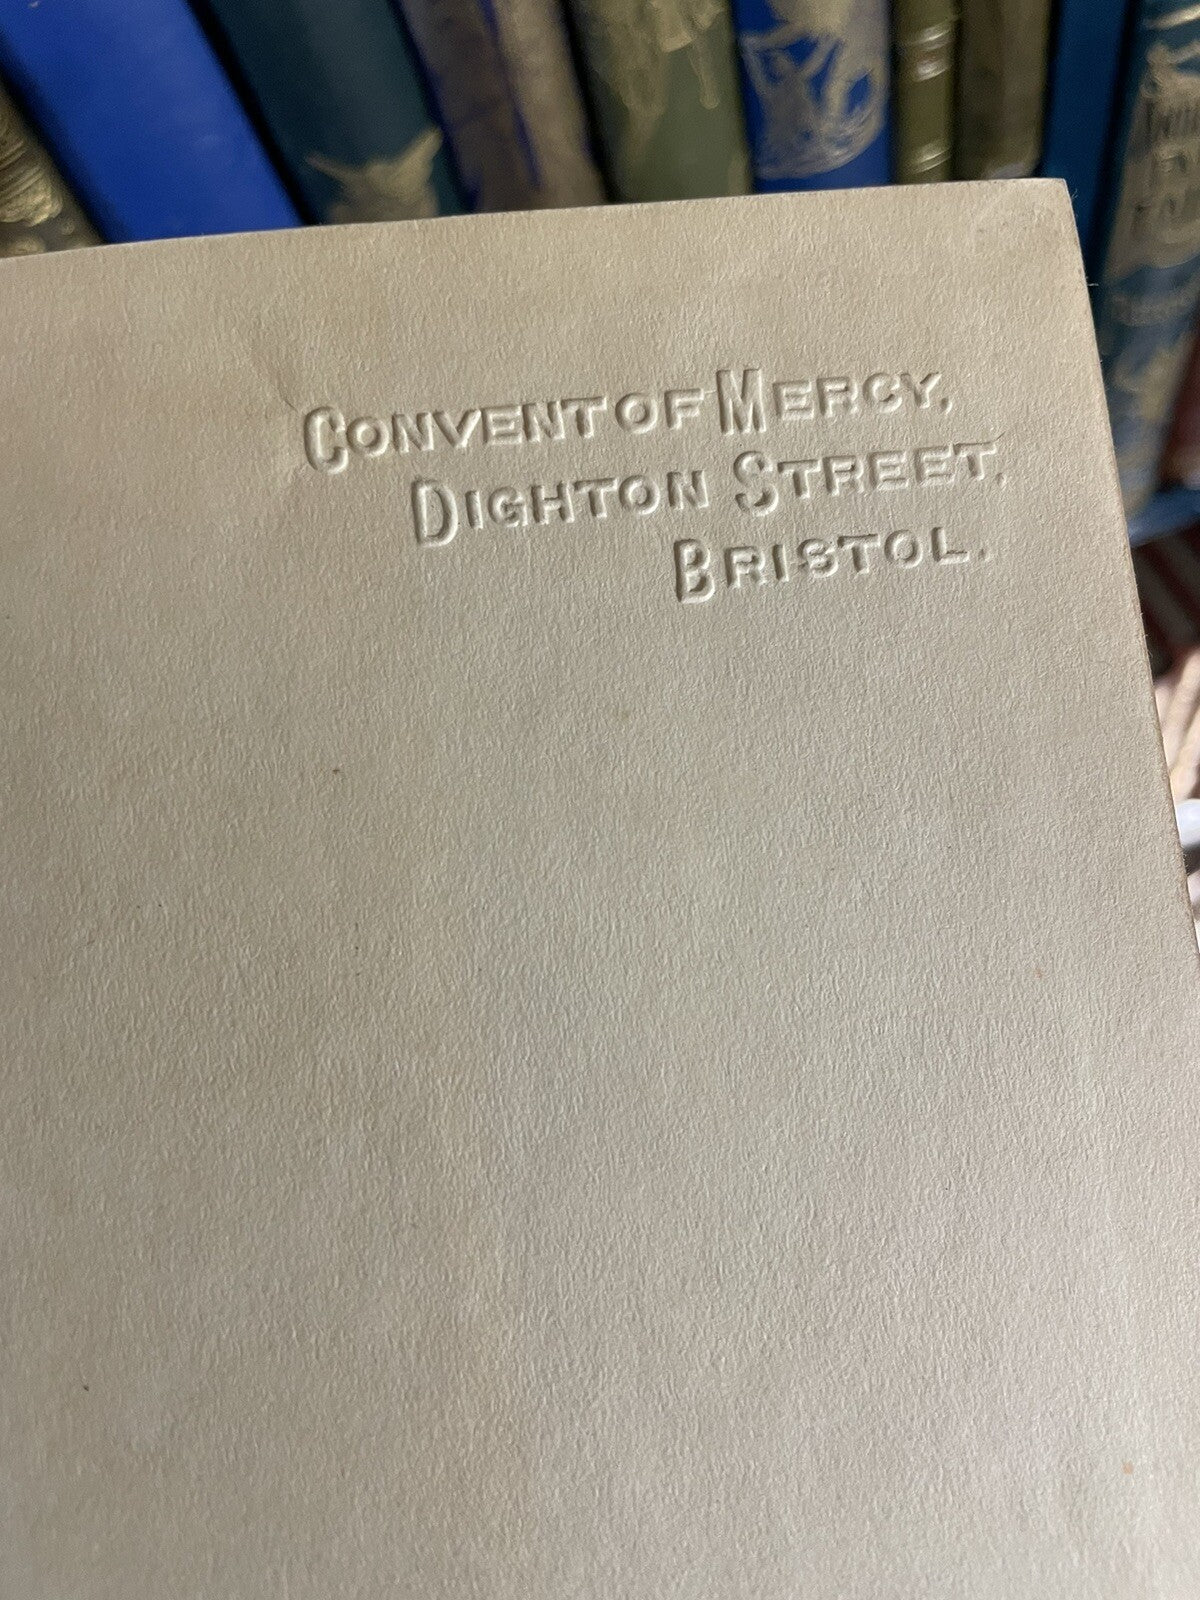 CONVENT OF MERCY,
DIGHTON STREET.
BRISTOL.